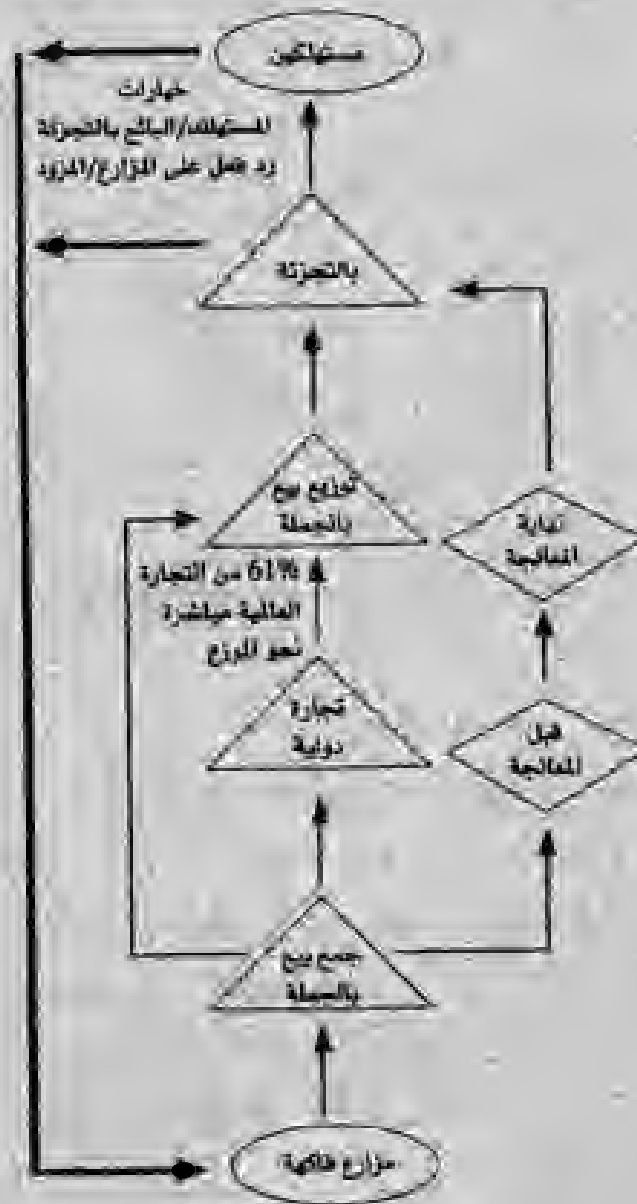 مستهلكين
خيارات
المستهلك/البائع بالتجزئة
رد فعل على المزارع/المزود
بالتجزئة
توزيع بيع
بالجملة
نهاية
المعالجة
61% من التجارة
العالمية مباشرة
نحو الموزع
تجارة
دولية
قبل
المعالجة
جمع بيع
بالجملة
مزارع فاكهة